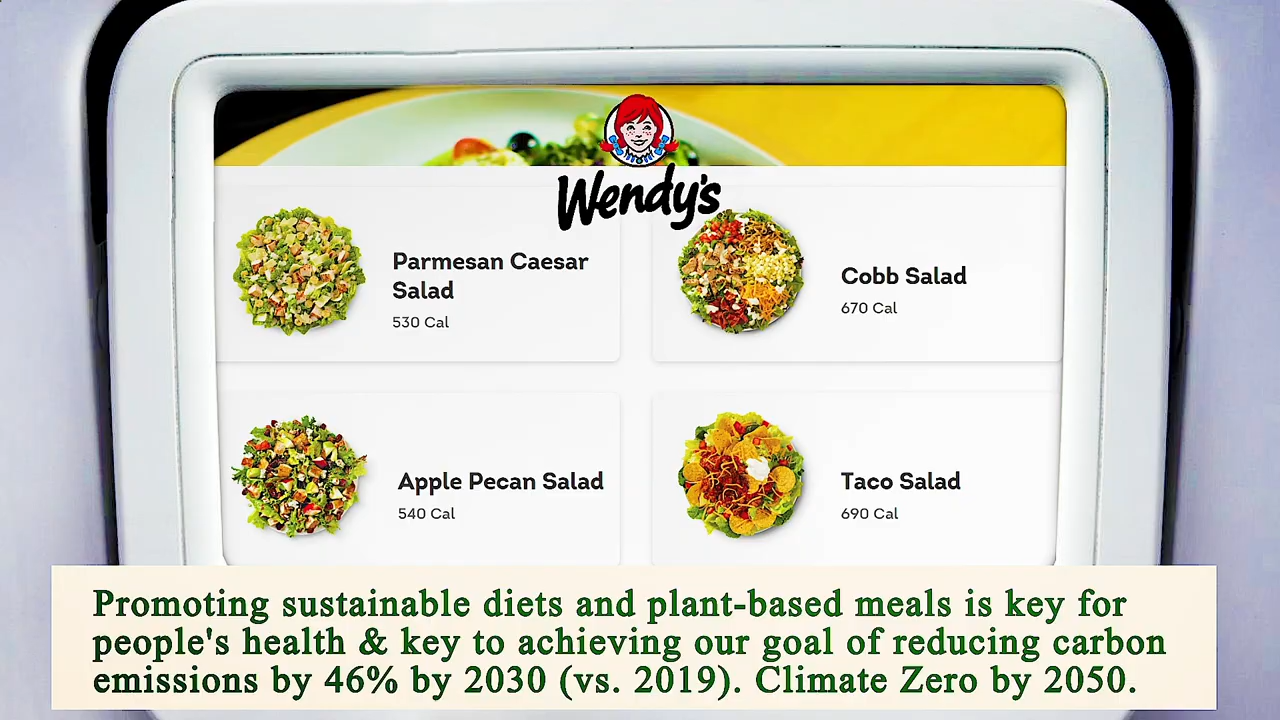 Wendy's
Parmesan Caesar
Salad
530 Cal
Cobb Salad
670 Cal
Apple Pecan Salad
540 Cal
Taco Salad
690 Cal
Promoting sustainable diets and plant-based meals is key for
people's health & key to achieving our goal of reducing carbon
emissions by 46% by 2030 (vs. 2019). Climate Zero by 2050.